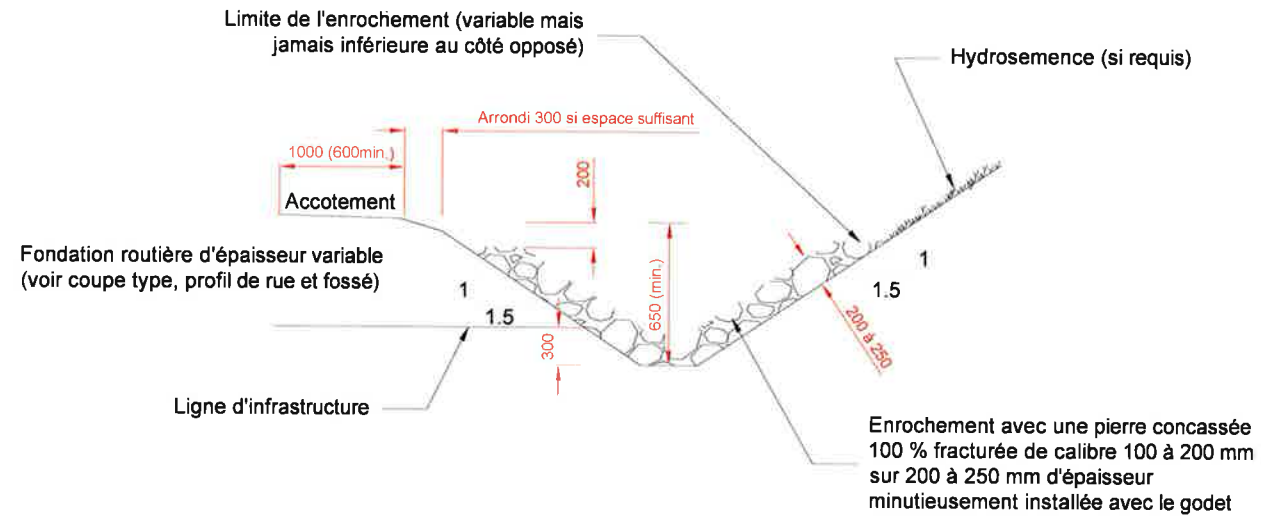 Limite de l'enrochement (variable mais
jamais inférieure au côté opposé)
Hydrosemence (si requis)
Arrondi 300 si espace suffisant
1000 (600min.)
200
Accotement
Fondation routière d'épaisseur variable
(voir coupe type, profil de rue et fossé)
1
1.5
650 (min.)
1
1.5
300
200 à 250
Ligne d'infrastructure
Enrochement avec une pierre concassée
100 % fracturée de calibre 100 à 200 mm
sur 200 à 250 mm d'épaisseur
minutieusement installée avec le godet